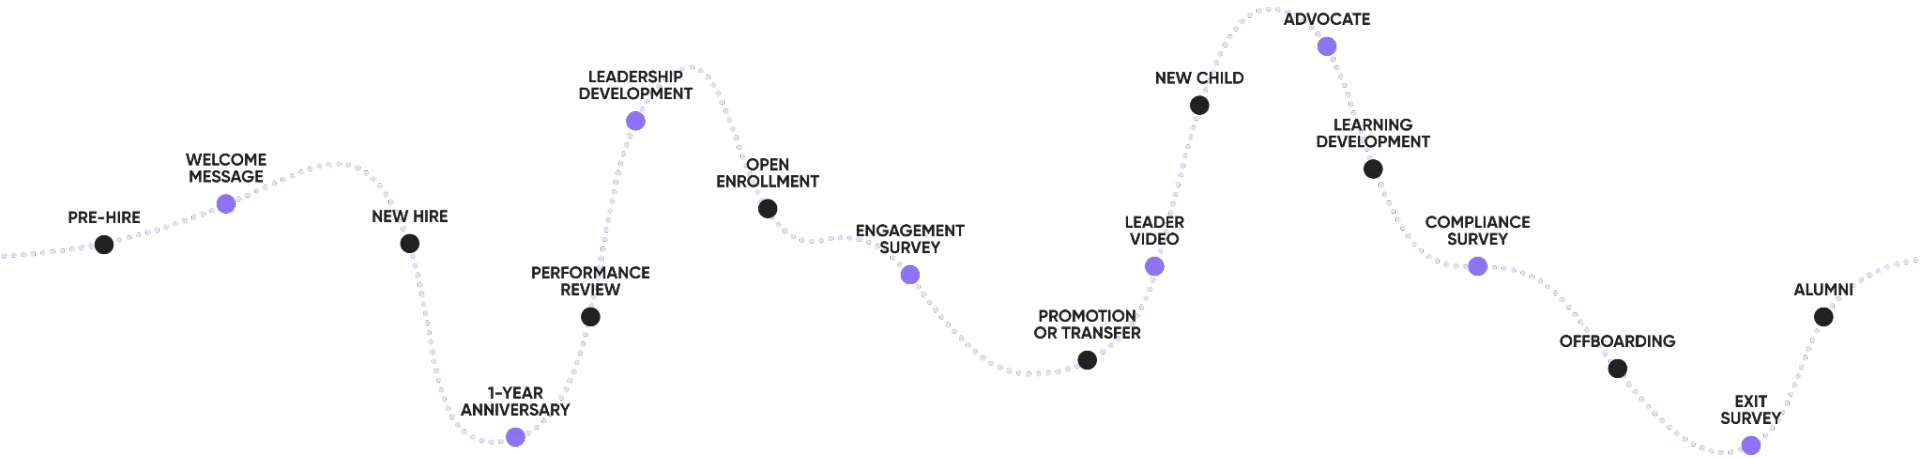 PRE-HIRE
WELCOME
MESSAGE
NEW HIRE
1-YEAR
ANNIVERSARY
PERFORMANCE
REVIEW
LEADERSHIP
DEVELOPMENT
OPEN
ENROLLMENT
ENGAGEMENT
SURVEY
PROMOTION
OR TRANSFER
LEADER
VIDEO
NEW CHILD
ADVOCATE
LEARNING
DEVELOPMENT
COMPLIANCE
SURVEY
OFFBOARDING
EXIT
SURVEY
ALUMNI